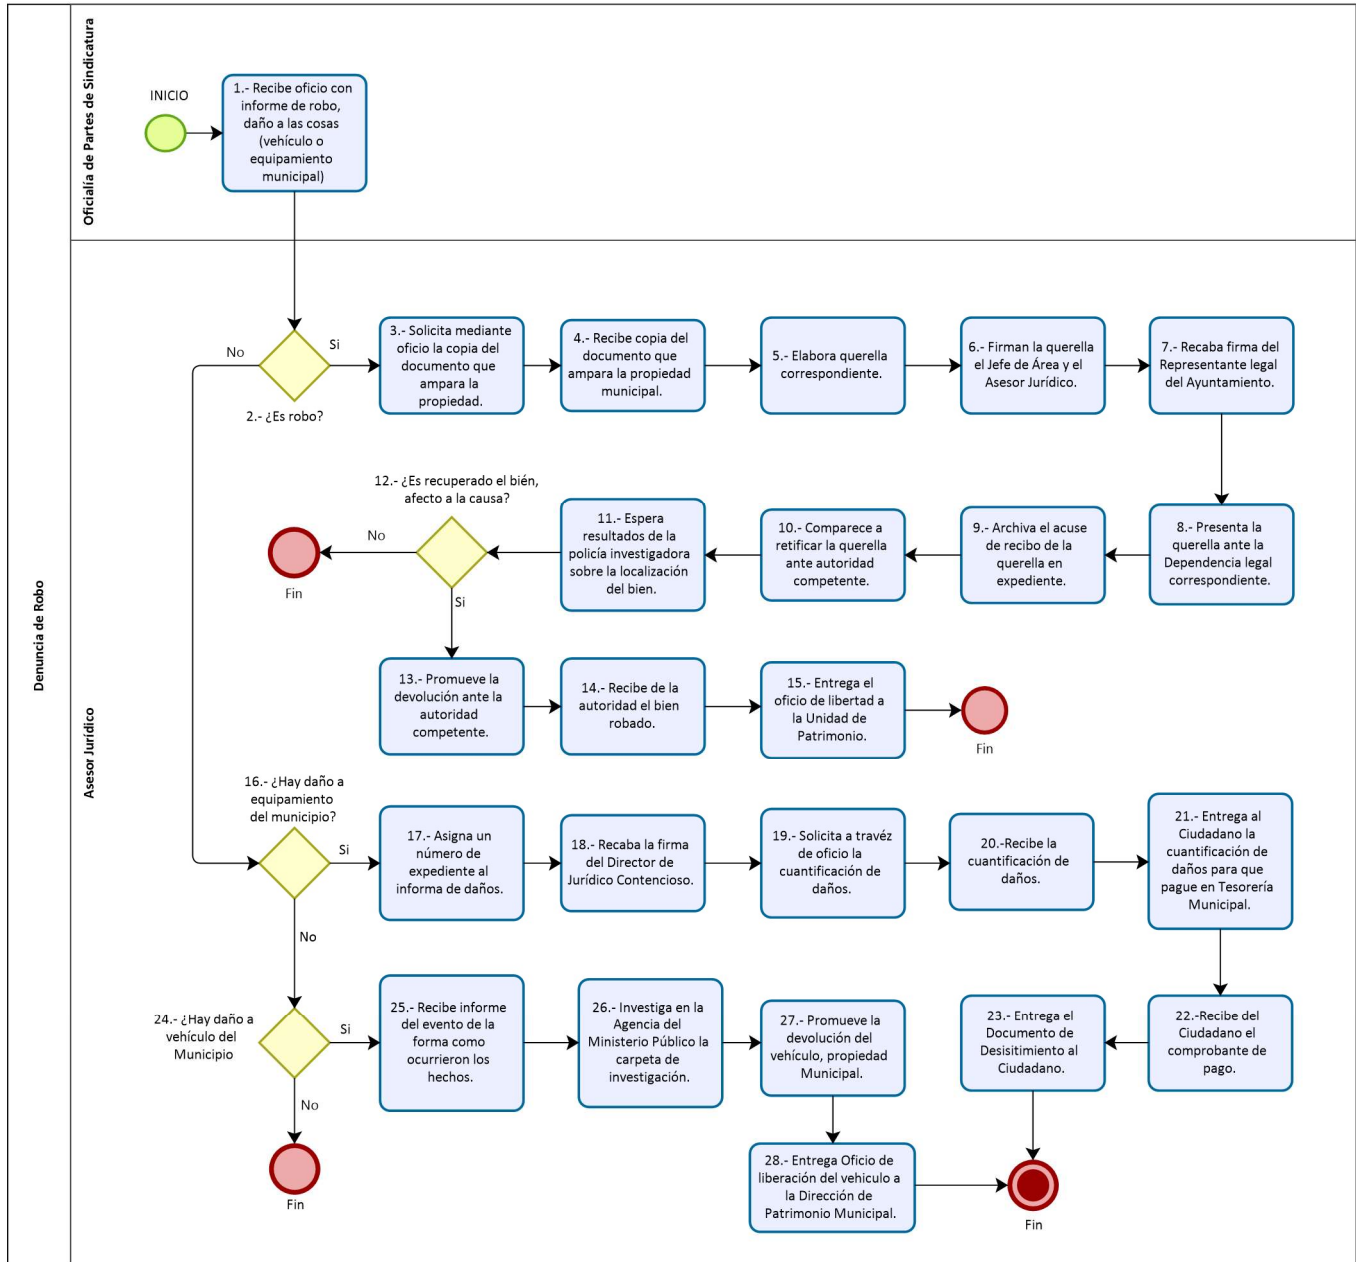 Denuncia de Robo
Oficialía de Partes de Sindicatura
INICIO
1.- Recibe oficio con
informe de robo,
daño a las cosas
(vehículo o
equipamiento
municipal)
Asesor Jurídico
No
Si
2.- ¿Es robo?
3.- Solicita mediante
oficio la copia del
documento que
ampara la
propiedad.
4.- Recibe copia del
documento que
ampara la propiedad
municipal.
5.- Elabora querella
correspondiente.
6.- Firman la querella
el Jefe de Área y el
Asesor Jurídico.
7.- Recaba firma del
Representante legal
del Ayuntamiento.
8.- Presenta la
querella ante la
Dependencia legal
correspondiente.
9.- Archiva el acuse
de recibo de la
querella en
expediente.
10.- Comparece a
retificar la querella
ante autoridad
competente.
11.- Espera
resultados de la
policía investigadora
sobre la localización
del bien.
12.- ¿Es recuperado el bién,
afecto a la causa?
No
Fin
Si
13.- Promueve la
devolución ante la
autoridad
competente.
14.- Recibe de la
autoridad el bien
robado.
15.- Entrega el
oficio de libertad a
la Unidad de
Patrimonio.
Fin
16.- ¿Hay daño a
equipamiento
del municipio?
Si
No
17.- Asigna un
número de
expediente al
informa de daños.
18.- Recaba la firma
del Director de
Jurídico Contencioso.
19.- Solicita a travéz
de oficio la
cuantificación de
daños.
20.-Recibe la
cuantificación de
daños.
21.- Entrega al
Ciudadano la
cuantificación de
daños para que
pague en Tesorería
Municipal.
22.-Recibe del
Ciudadano el
comprobante de
pago.
23.- Entrega el
Documento de
Desisitimiento al
Ciudadano.
24.- ¿Hay daño a
vehículo del
Municipio
Si
No
Fin
25.- Recibe informe
del evento de la
forma como
ocurrieron los
hechos.
26.- Investiga en la
Agencia del
Ministerio Público la
carpeta de
investigación.
27.- Promueve la
devolución del
vehículo, propiedad
Municipal.
28.- Entrega Oficio de
liberación del vehiculo a
la Dirección de
Patrimonio Municipal.
Fin